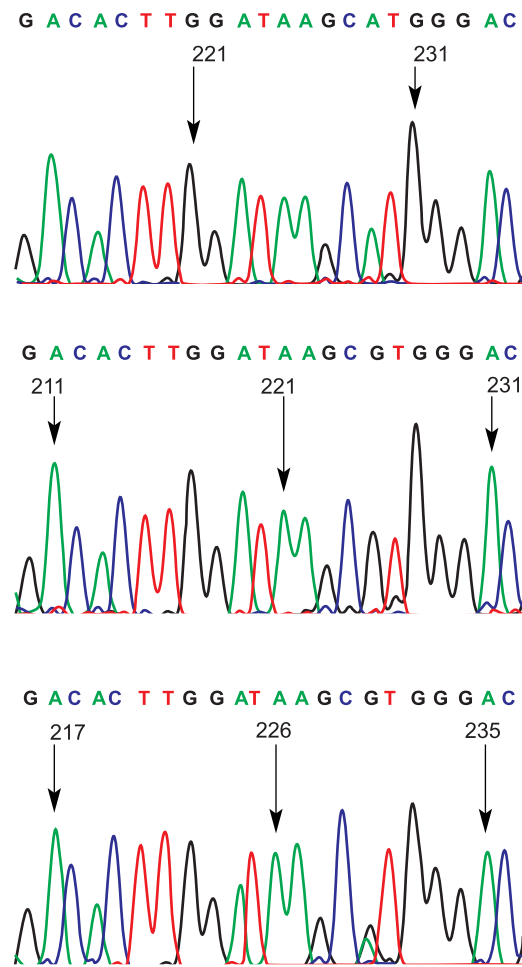 G A C A C T T G G A T A A G C A T G G G A C
221 231
G A C A C T T G G A T A A G C G T G G G A C
211 221 231
G A C A C T T G G A T A A G C G T G G G A C
217 226 235